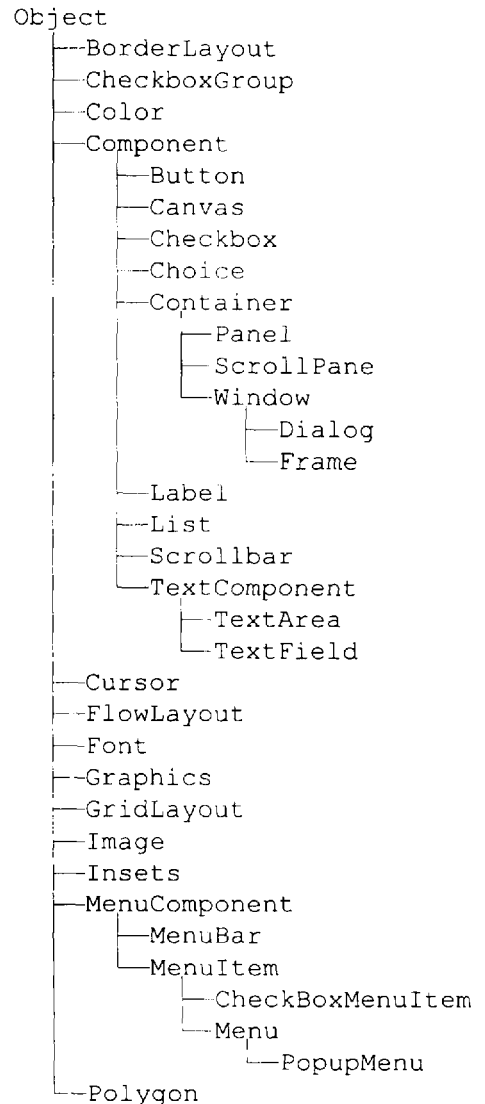 Object
BorderLayout
CheckboxGroup
Color
Component
Button
Canvas
Checkbox
Choice
Container
Panel
ScrollPane
Window
Dialog
Frame
Label
List
Scrollbar
TextComponent
TextArea
TextField
Cursor
FlowLayout
Font
Graphics
GridLayout
Image
Insets
MenuComponent
MenuBar
MenuItem
CheckBoxMenuItem
Menu
PopupMenu
Polygon